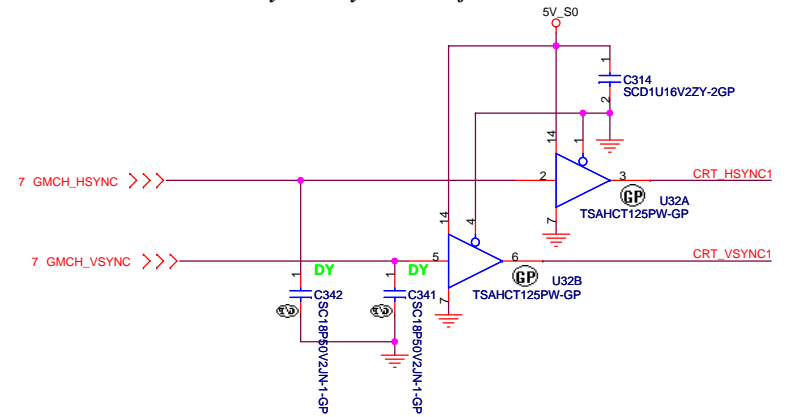 5V_S0
1
C314
SCD1U16V2ZY-2GP
2
14
1
7 GMCH_HSYNC
2
3
CRT_HSYNC1
GP
U32A
TSAHCT125PW-GP
7
14
4
7 GMCH_VSYNC
5
6
CRT_VSYNC1
DY
DY
GP
U32B
TSAHCT125PW-GP
7
1
C342
SC18P50V2JN-1-GP
1
C341
SC18P50V2JN-1-GP